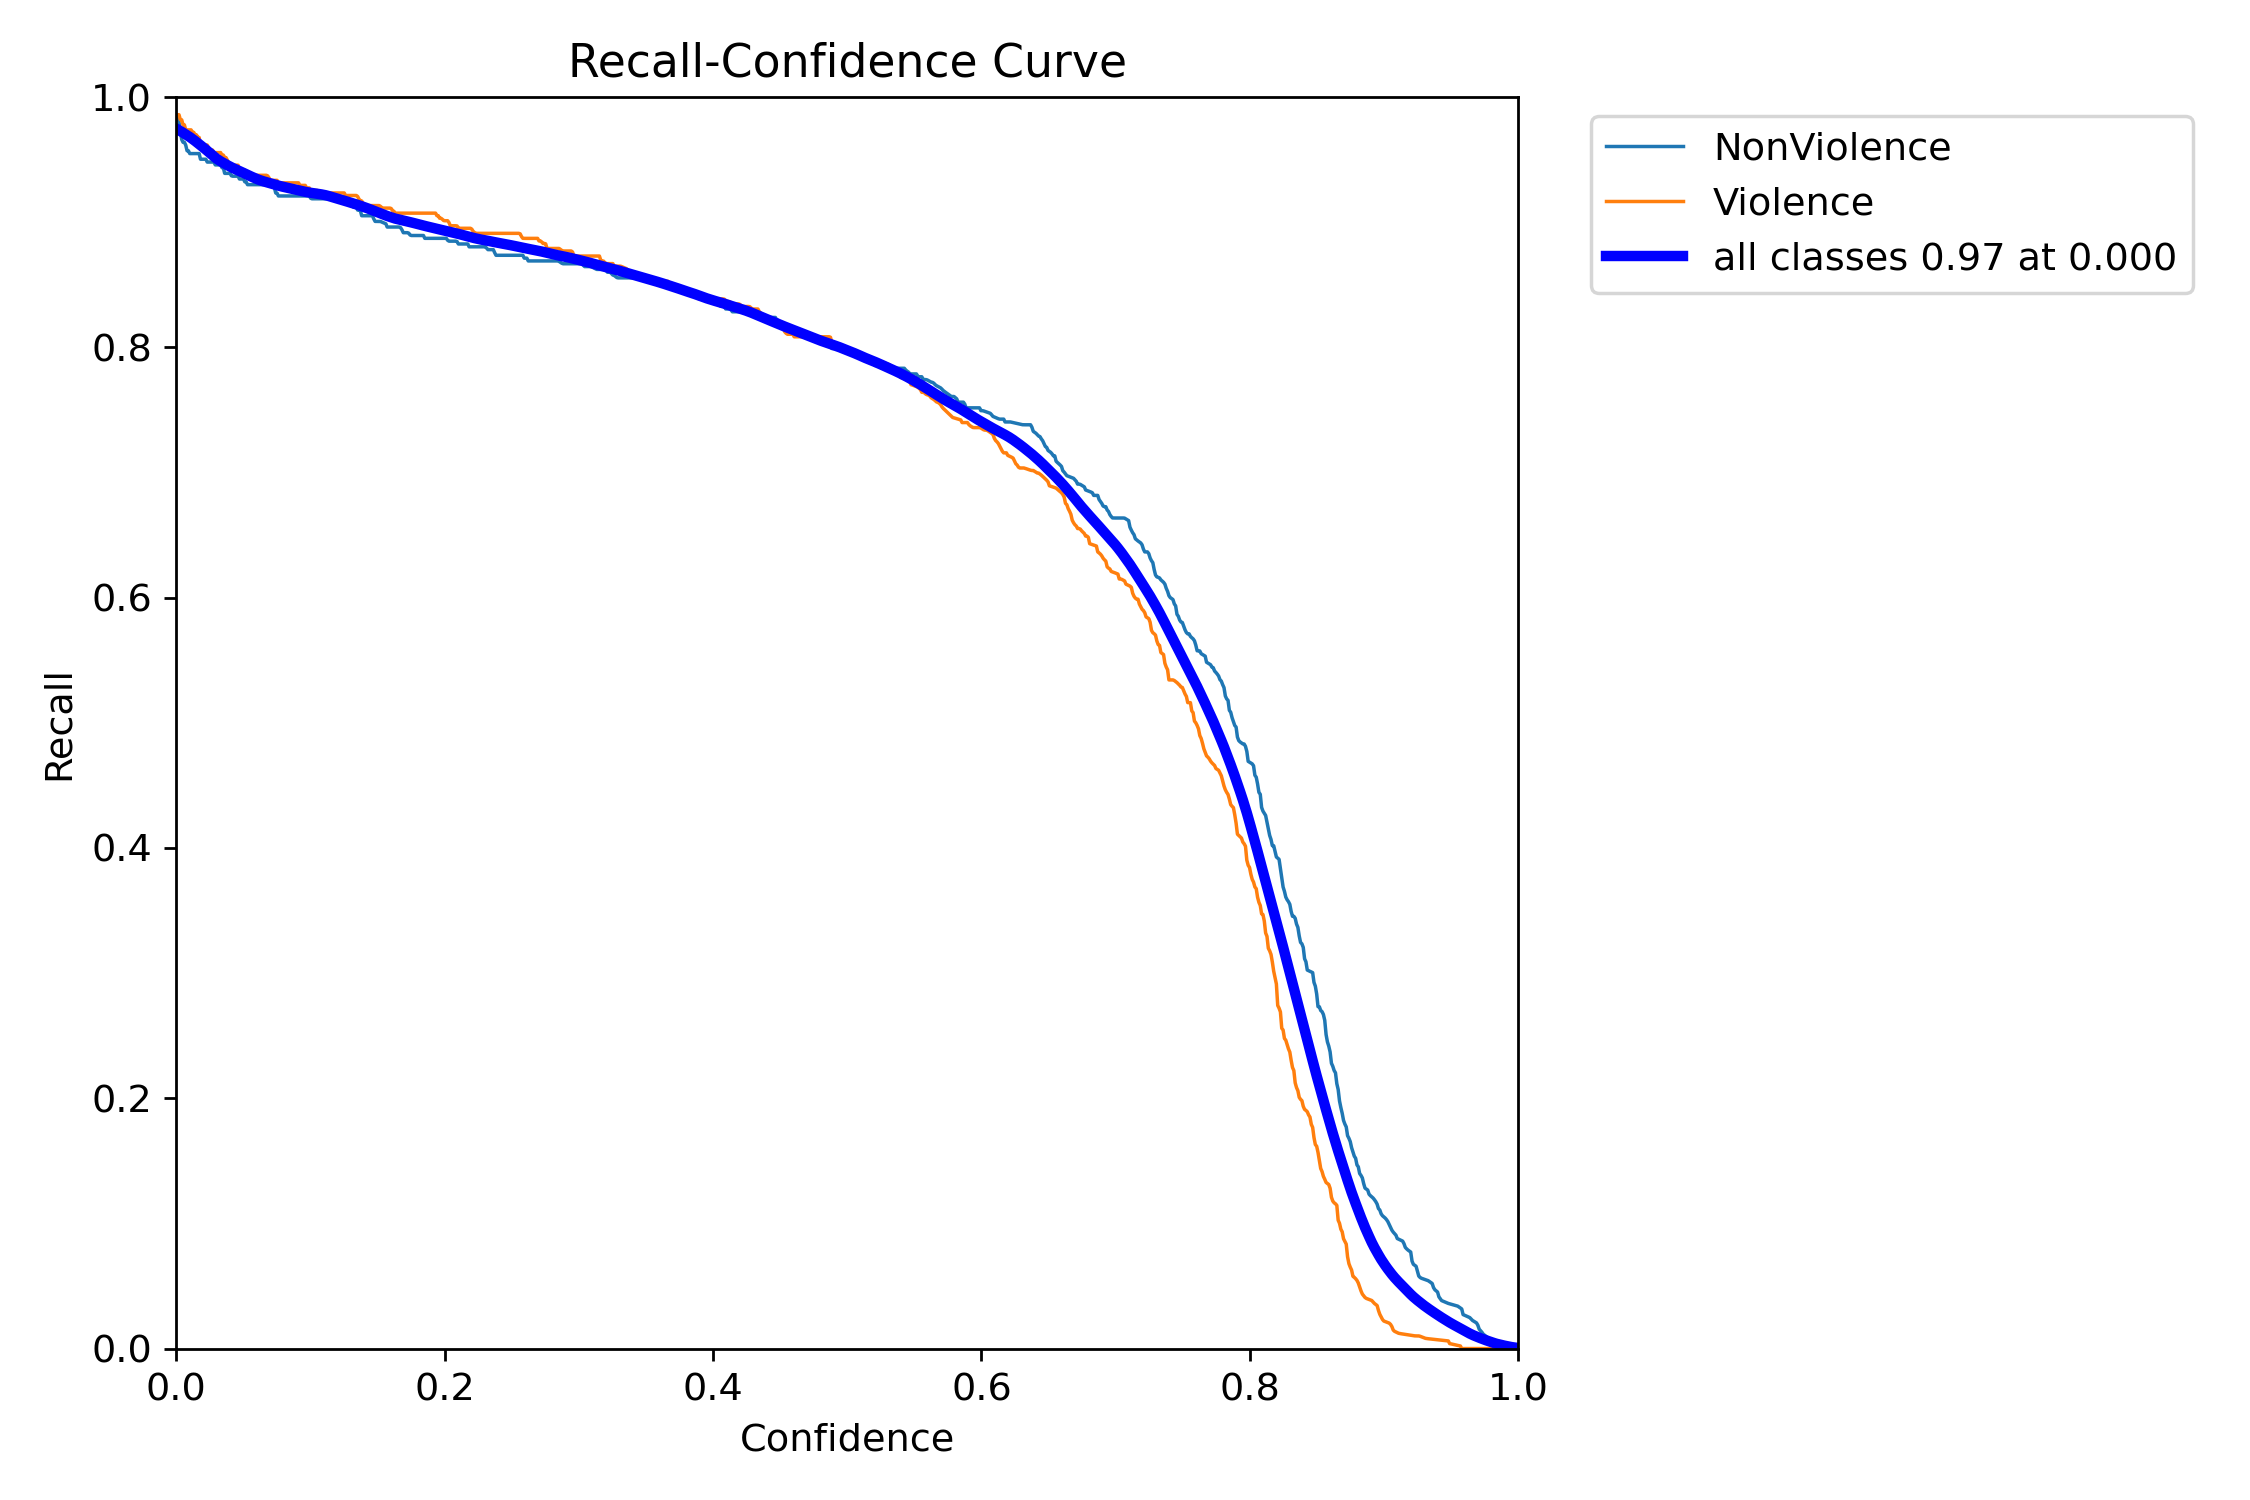 Recall-Confidence Curve
NonViolence
Violence
all classes 0.97 at 0.000
1.0
0.8
0.6
0.4
0.2
0.0
Recall
0.0 0.2 0.4 0.6 0.8 1.0
Confidence